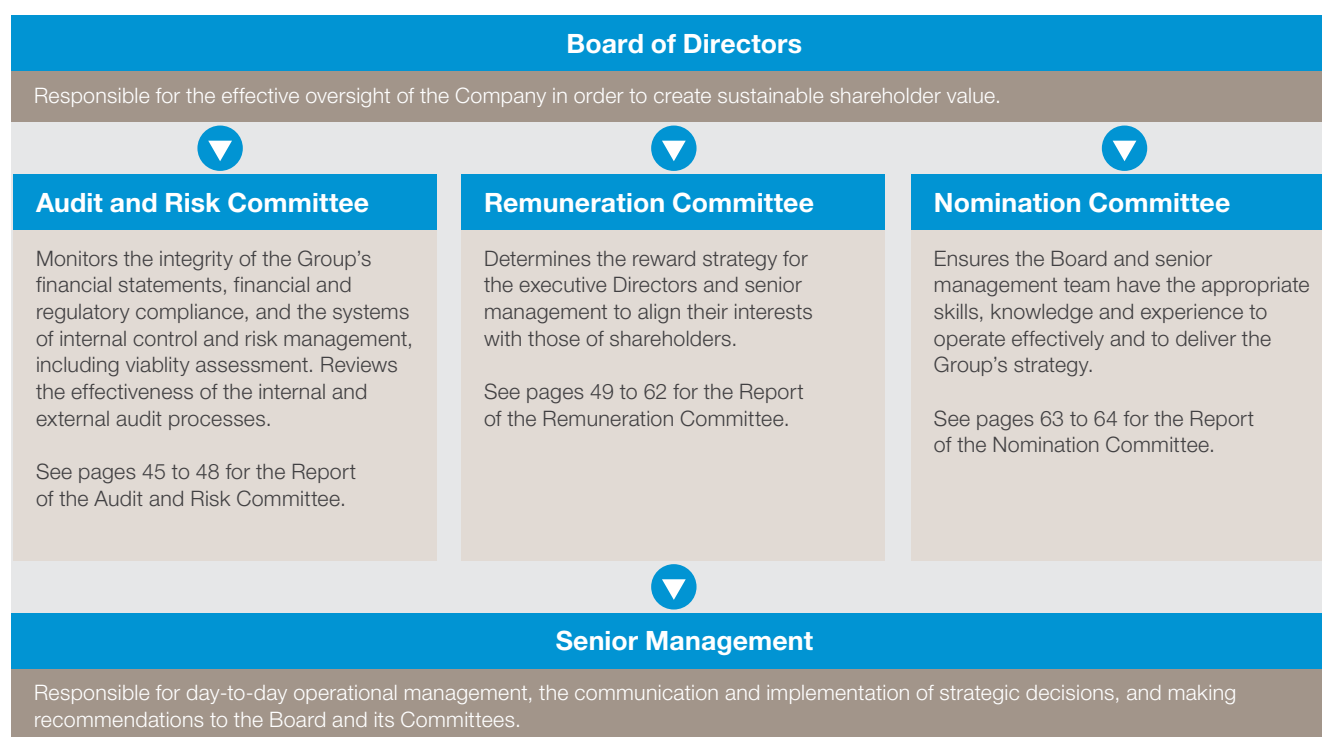 Board of Directors
Responsible for the effective oversight of the Company in order to create sustainable shareholder value.
Audit and Risk Committee
Monitors the integrity of the Group's
financial statements, financial and
regulatory compliance, and the systems
of internal control and risk management,
including viablity assessment. Reviews
the effectiveness of the internal and
external audit processes.
See pages 45 to 48 for the Report
of the Audit and Risk Committee.
Remuneration Committee
Determines the reward strategy for
the executive Directors and senior
management to align their interests
with those of shareholders.
See pages 49 to 62 for the Report
of the Remuneration Committee.
Nomination Committee
Ensures the Board and senior
management team have the appropriate
skills, knowledge and experience to
operate effectively and to deliver the
Group's strategy.
See pages 63 to 64 for the Report
of the Nomination Committee.
Senior Management
Responsible for day-to-day operational management, the communication and implementation of strategic decisions, and making
recommendations to the Board and its Committees.